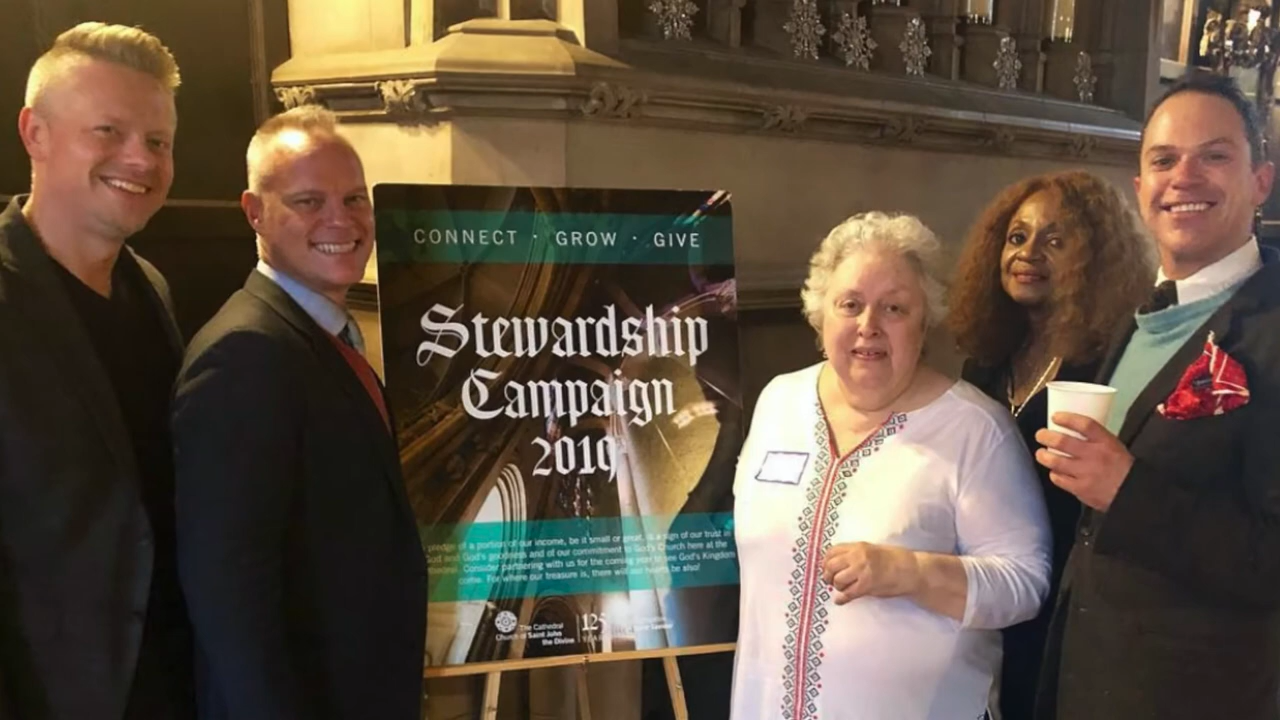 CONNECT · GROW · GIVE
Stewardship
Campaign
2019
pledge of a portion of our income, be it small or great, is a sign of our trust in
God and God's goodness and of our commitment to God's Church here at the
Consider partnering with us for the coming year to see God's Kingdom
come. For where our treasure is, there will our hearts be also!
The Cathedral
Church of Saint John
the Divine
125
YEARS